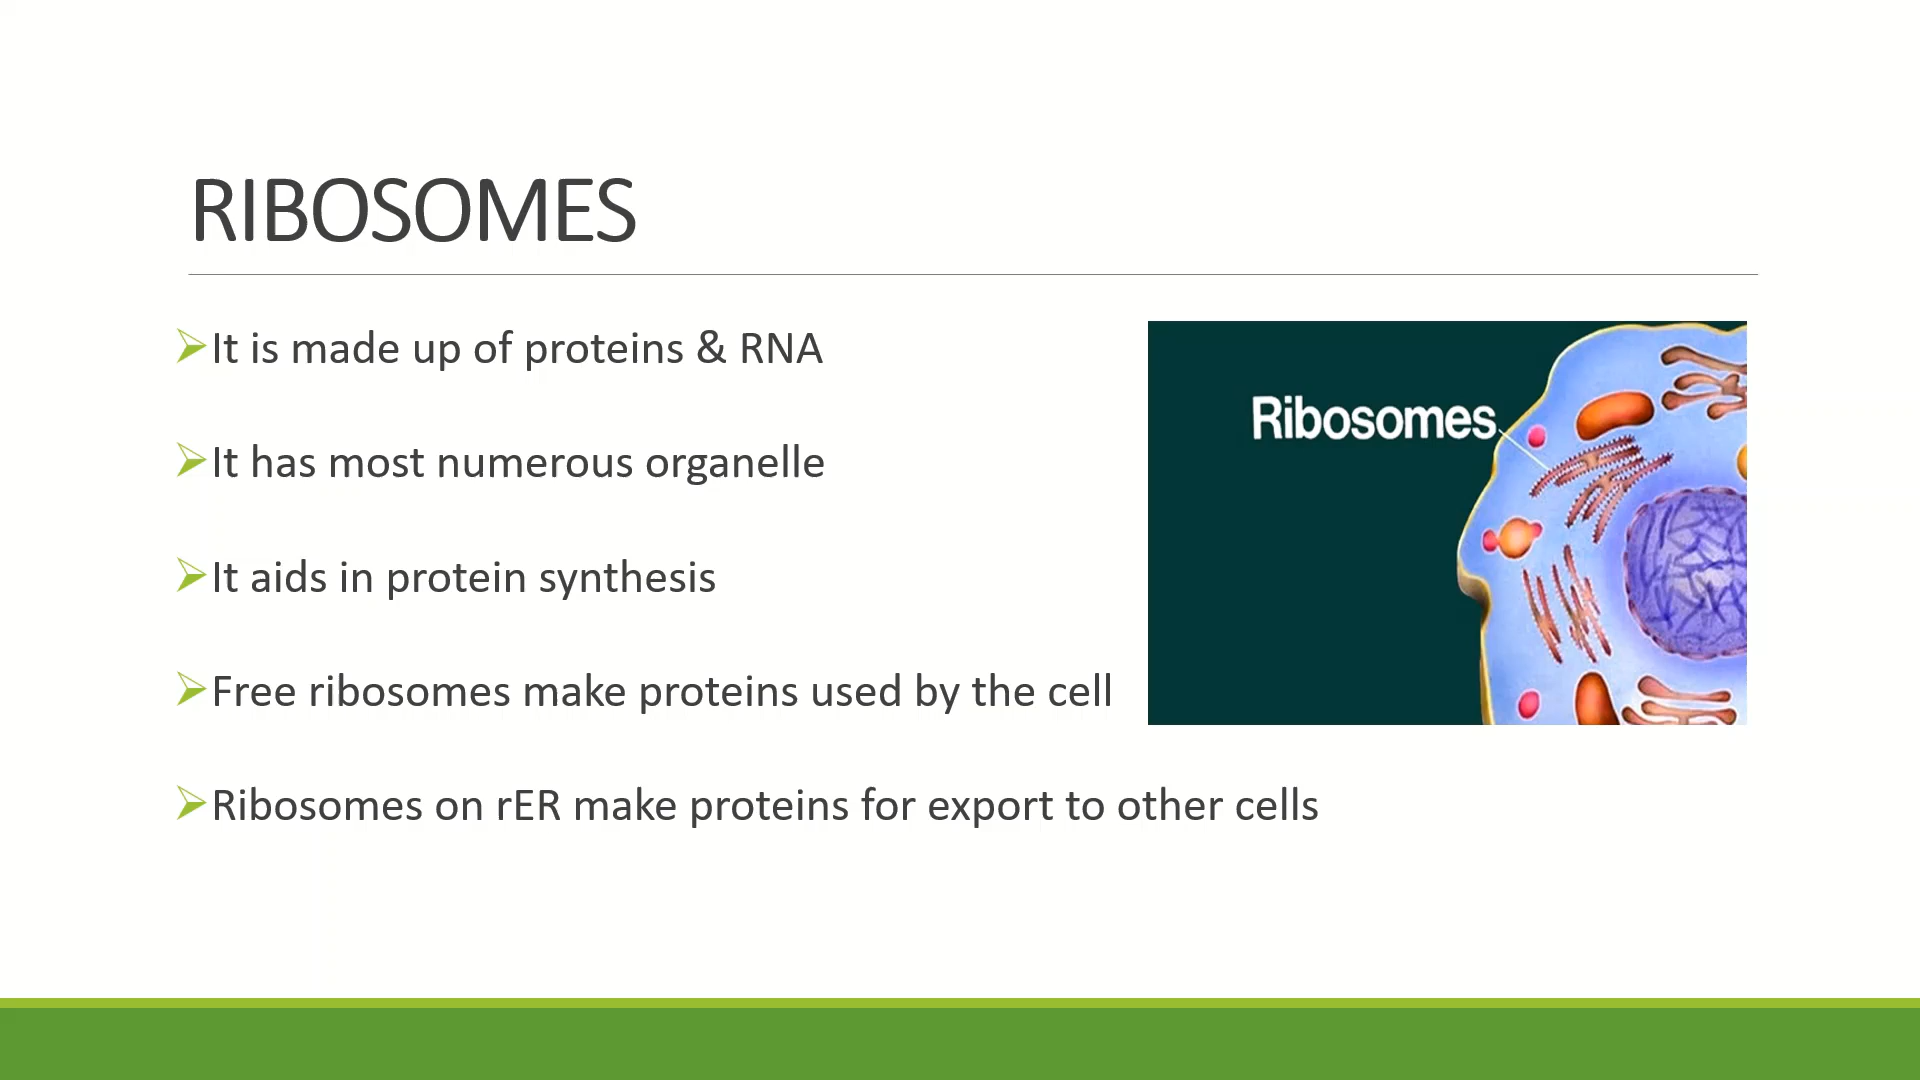 RIBOSOMES
It is made up of proteins & RNA
It has most numerous organelle
It aids in protein synthesis
Free ribosomes make proteins used by the cell
Ribosomes on rER make proteins for export to other cells
Ribosomes